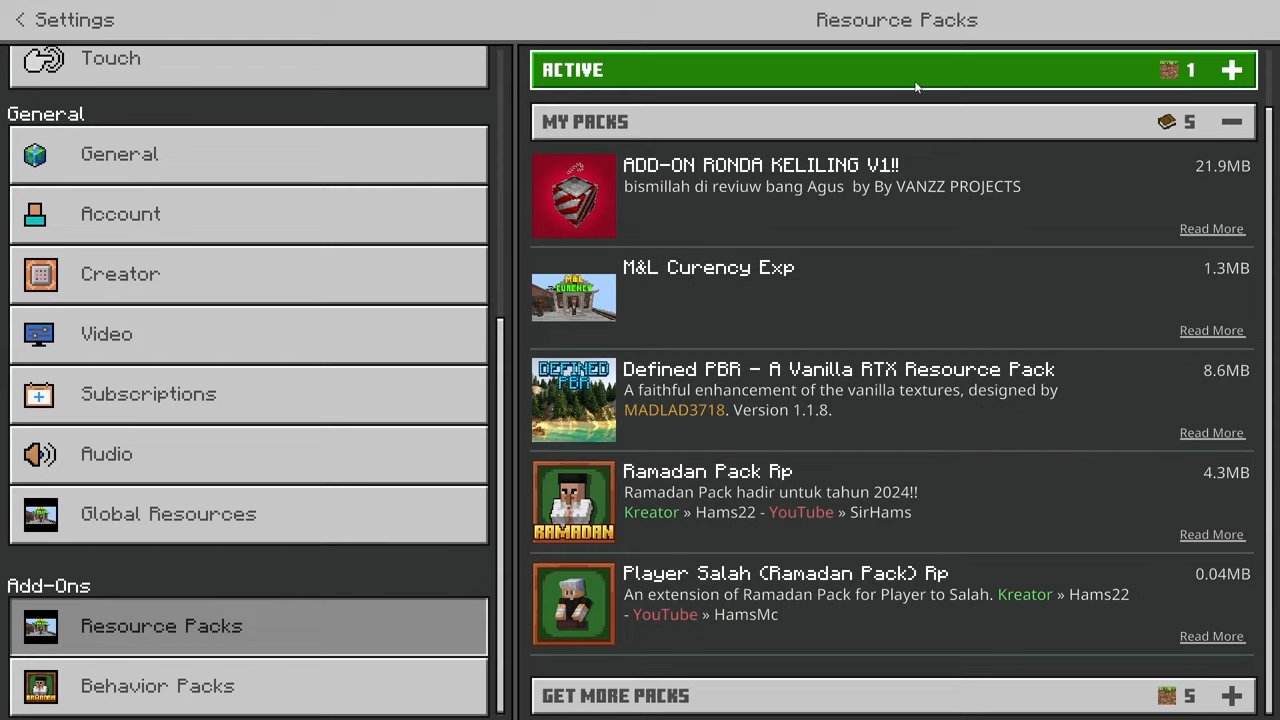 Settings
Resource Packs
Touch
General
General
Account
Creator
Video
Subscriptions
Audio
Global Resources
Add-Ons
Resource Packs
Behavior Packs
ACTIVE
1
MY PACKS
5
ADD-ON RONDA KELILING V1!!
21.9MB
bismillah di reviuw bang Agus by By VANZZ PROJECTS
Read More
M&L CURENCY
M&L Curency Exp
1.3MB
Read More
DEFINED PBR
Defined PBR – A Vanilla RTX Resource Pack
8.6MB
A faithful enhancement of the vanilla textures, designed by
MADLAD3718. Version 1.1.8.
Read More
RAMADAN
Ramadan Pack Rp
4.3MB
Ramadan Pack hadir untuk tahun 2024!!
Kreator » Hams22 - YouTube » SirHams
Read More
Player Salah (Ramadan Pack) Rp
0.04MB
An extension of Ramadan Pack for Player to Salah. Kreator » Hams22
- YouTube » HamsMc
Read More
GET MORE PACKS
5